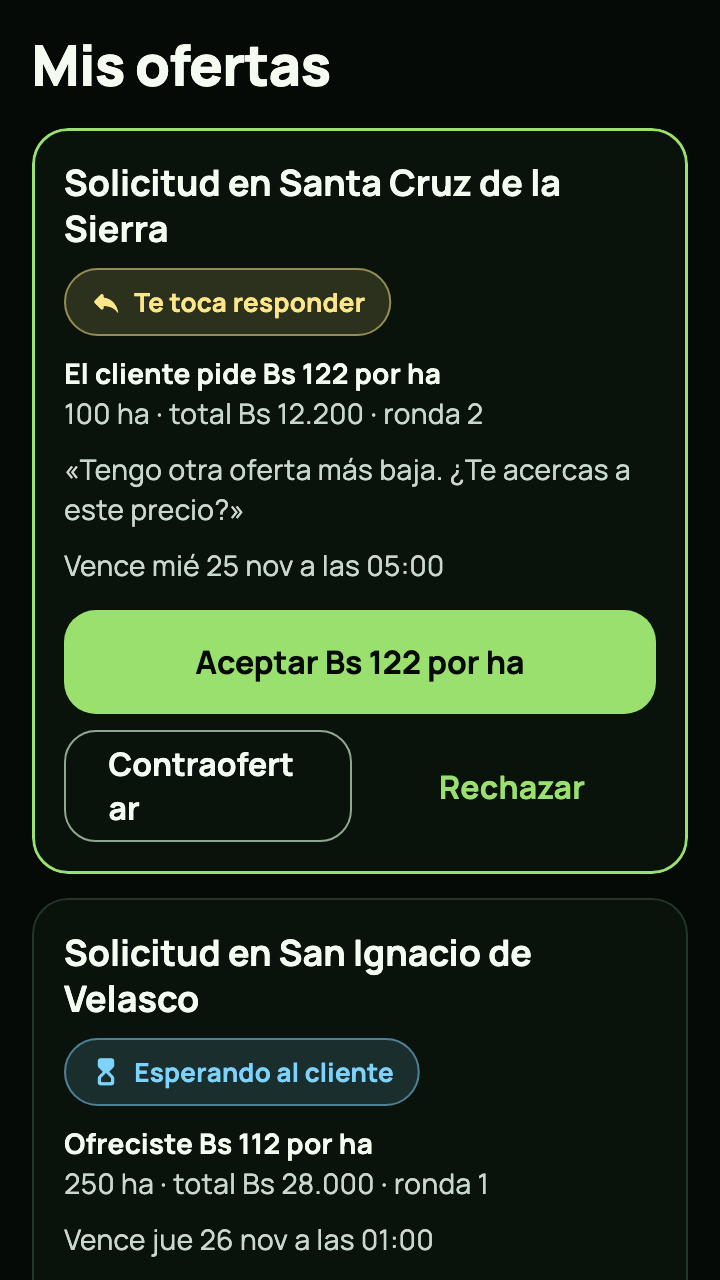 Mis ofertas
Solicitud en Santa Cruz de la
Sierra
Te toca responder
El cliente pide Bs 122 por ha
100 ha · total Bs 12.200 · ronda 2
«Tengo otra oferta más baja. ¿Te acercas a
este precio?»
Vence mié 25 nov a las 05:00
Aceptar Bs 122 por ha
Contraofert
ar
Rechazar
Solicitud en San Ignacio de
Velasco
Esperando al cliente
Ofreciste Bs 112 por ha
250 ha · total Bs 28.000 · ronda 1
Vence jue 26 nov a las 01:00